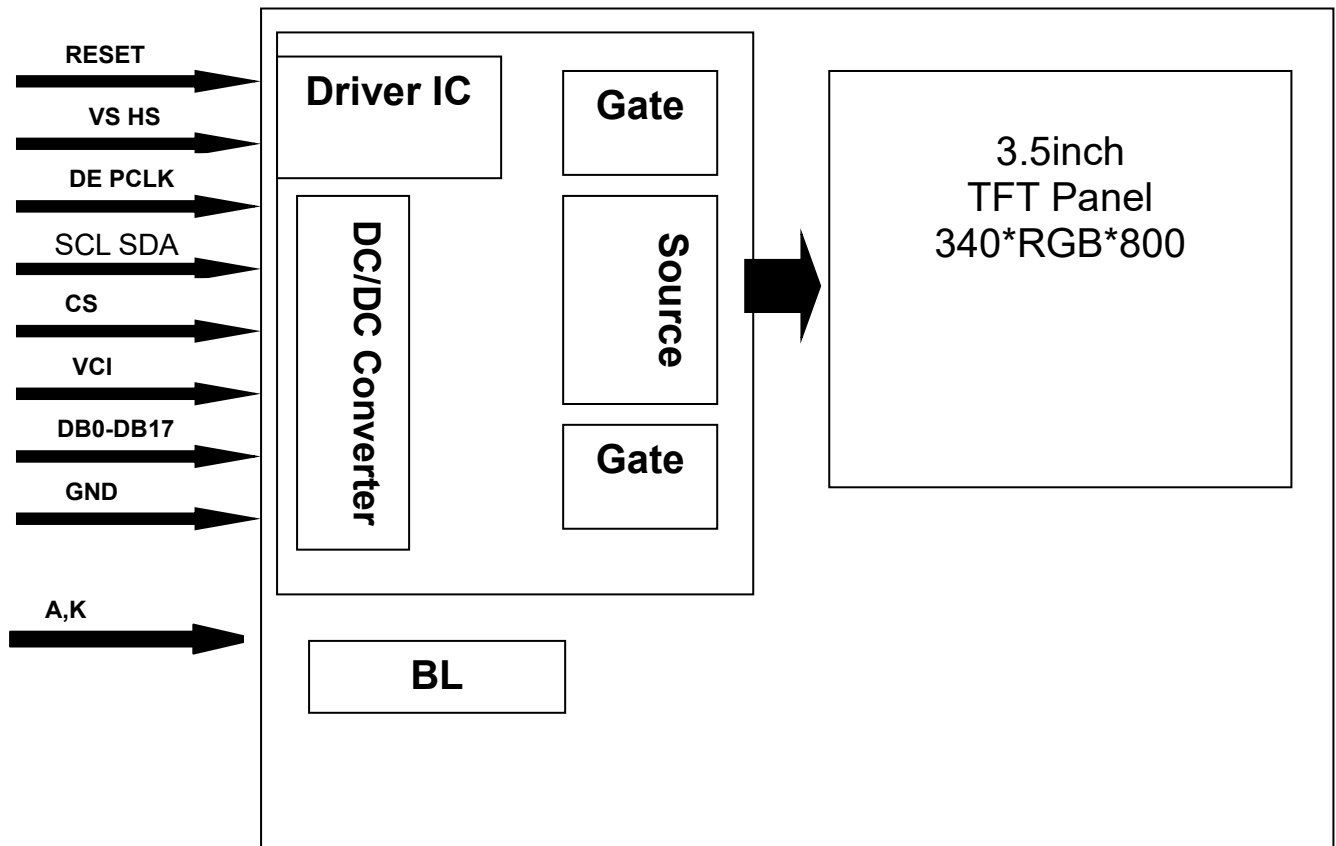 RESET
VS HS
DE PCLK
SCL SDA
CS
VCI
DB0-DB17
GND
A,K
Driver IC
DC/DC Converter
Gate
Source
Gate
BL
3.5inch
TFT Panel
340*RGB*800